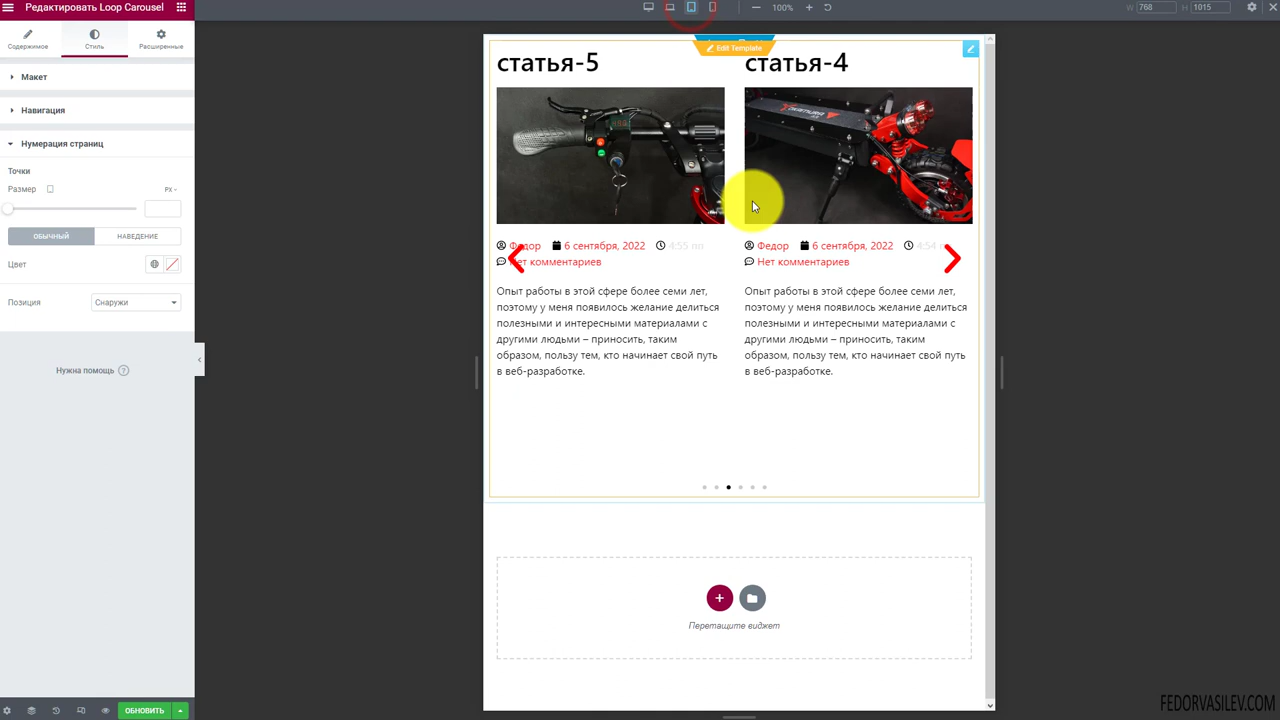 Редактировать Loop Carousel
100%
W 768 H 1015
Содержимое Стиль Расширенные
Макет
Навигация
Нумерация страниц
Точки
Размер PX
ОБЫЧНЫЙ НАВЕДЕНИЕ
Цвет
Позиция Снаружи
Нужна помощь ?
ОБНОВИТЬ
Edit Template
статья-5
Федор 6 сентября, 2022 4:55 пп
Нет комментариев
Опыт работы в этой сфере более семи лет,
поэтому у меня появилось желание делиться
полезными и интересными материалами с
другими людьми – приносить, таким
образом, пользу тем, кто начинает свой путь
в веб-разработке.
статья-4
Федор 6 сентября, 2022 4:54
Нет комментариев
Опыт работы в этой сфере более семи лет,
поэтому у меня появилось желание делиться
полезными и интересными материалами с
другими людьми – приносить, таким
образом, пользу тем, кто начинает свой путь
в веб-разработке.
Перетащите виджет
FEDORVASILEV.COM